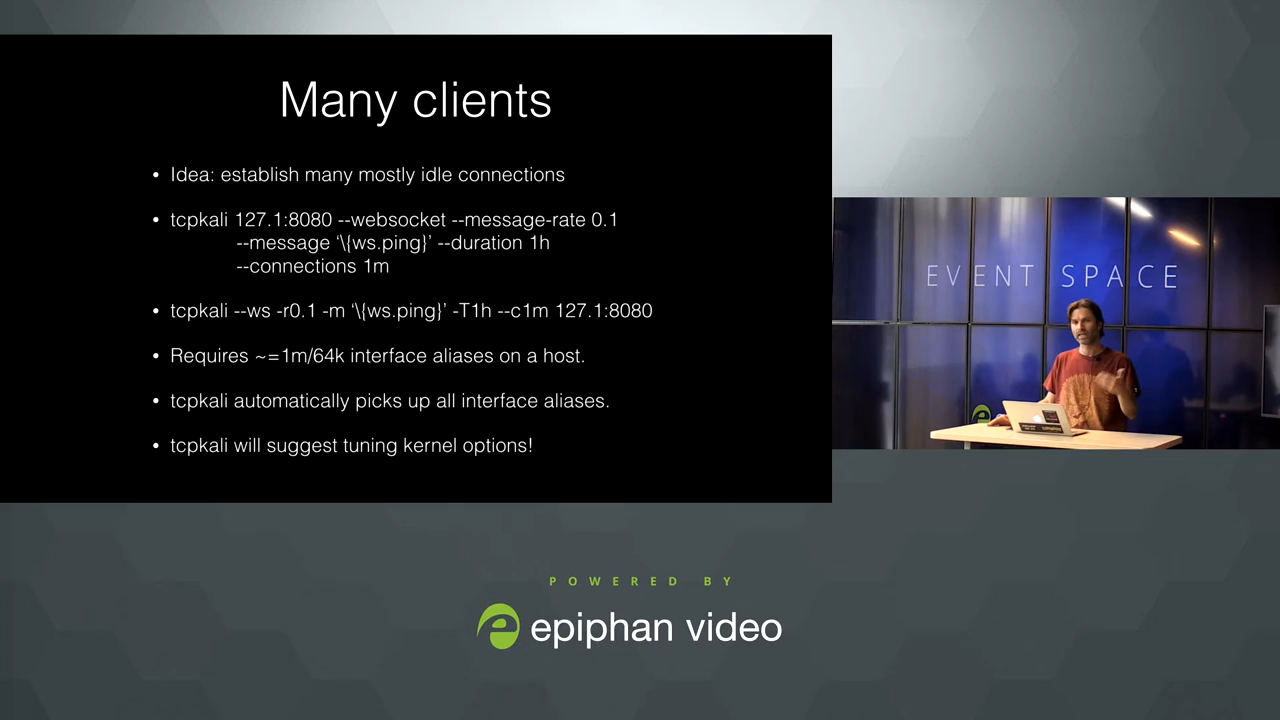 Many clients
• Idea: establish many mostly idle connections
• tcpkali 127.1:8080 --websocket --message-rate 0.1
--message ‘\{ws.ping}’ --duration 1h
--connections 1m
• tcpkali --ws -r0.1 -m ‘\{ws.ping}’ -T1h --c1m 127.1:8080
• Requires ~=1m/64k interface aliases on a host.
• tcpkali automatically picks up all interface aliases.
• tcpkali will suggest tuning kernel options!
EVENT SPACE
POWERED BY
epiphan video